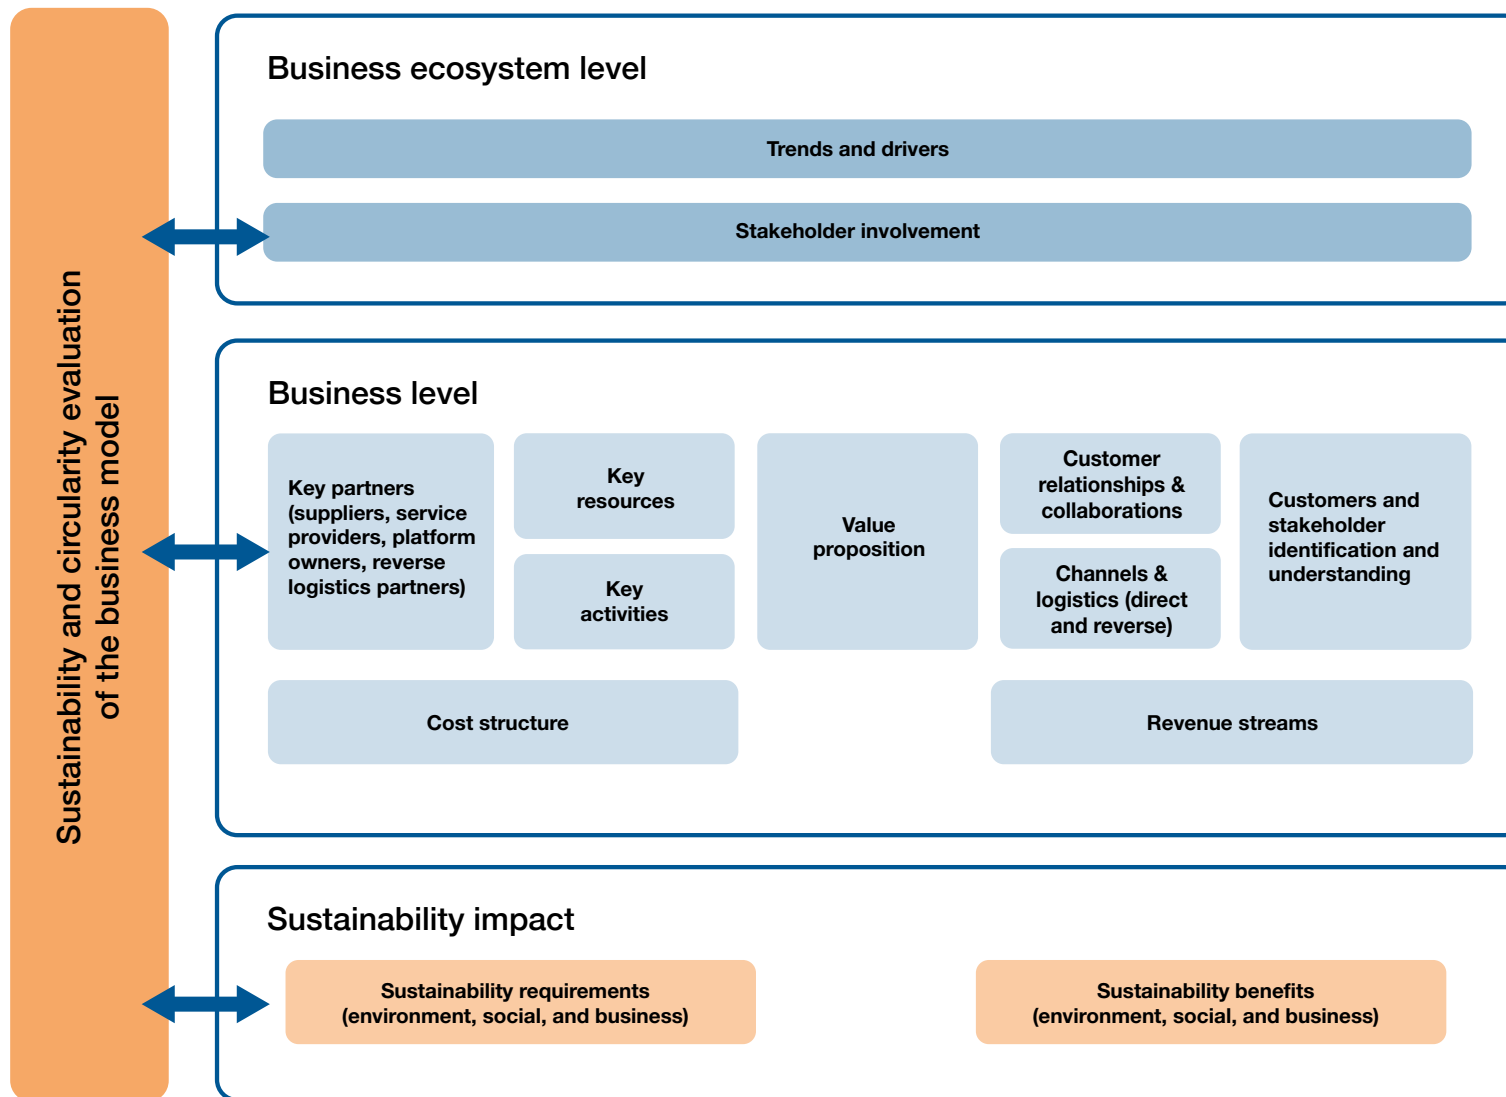 Sustainability and circularity evaluation
of the business model
Business ecosystem level
Trends and drivers
Stakeholder involvement
Business level
Key partners
(suppliers, service
providers, platform
owners, reverse
logistics partners)
Key
resources
Key
activities
Value
proposition
Customer
relationships &
collaborations
Channels &
logistics (direct
and reverse)
Customers and
stakeholder
identification and
understanding
Cost structure
Revenue streams
Sustainability impact
Sustainability requirements
(environment, social, and business)
Sustainability benefits
(environment, social, and business)